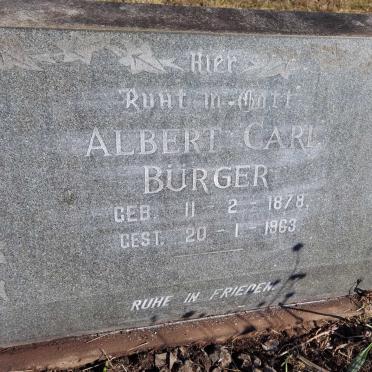 Hier
Ruht in Gott
ALBERT CARL
BÜRGER
GEB. 11-2-1878.
GEST. 20-1-1963.
RUHE IN FRIEDEN.